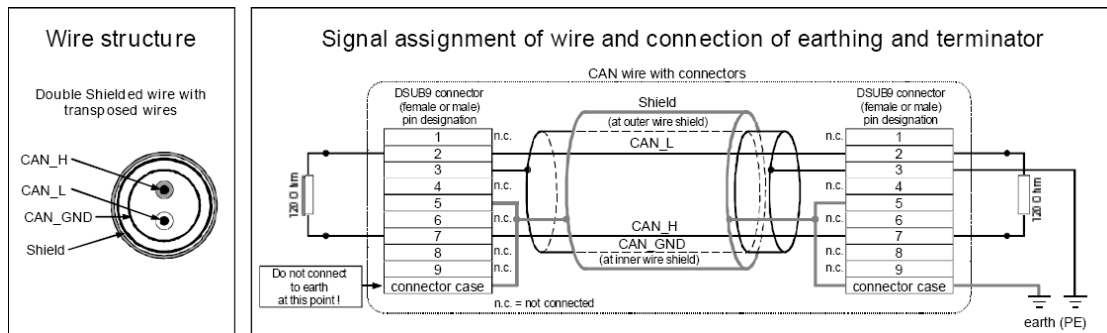 Wire structure
Double Shielded wire with
transposed wires
CAN_H
CAN_L
CAN_GND
Shield
Signal assignment of wire and connection of earthing and terminator
CAN wire with connectors
DSUB9 connector
(female or male)
pin designation
1
2
3
4
5
6
7
8
9
connector case
n.c.
n.c.
n.c.
n.c.
n.c.
120 Ohm
Do not connect
to earth
at this point !
n.c. = not connected
Shield
(at outer wire shield)
CAN_L
CAN_H
CAN_GND
(at inner wire shield)
DSUB9 connector
(female or male)
pin designation
n.c.
n.c.
n.c.
n.c.
n.c.
1
2
3
4
5
6
7
8
9
connector case
120 Ohm
earth (PE)